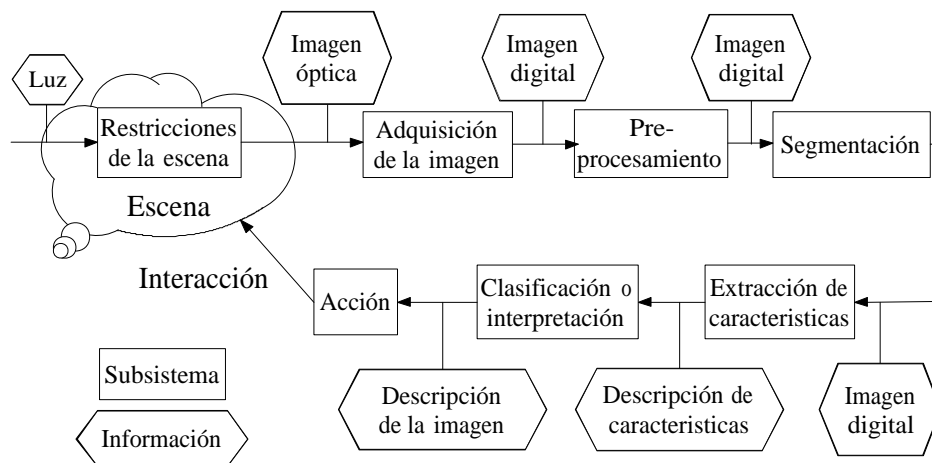 Luz
Imagen
óptica
Imagen
digital
Imagen
digital
Restricciones
de la escena
Escena
Adquisición
de la imagen
Pre-
procesamiento
Segmentación
Interacción
Acción
Clasificación o
interpretación
Extracción de
caracteristicas
Descripción
de la imagen
Descripción de
caracteristicas
Imagen
digital
Subsistema
Información